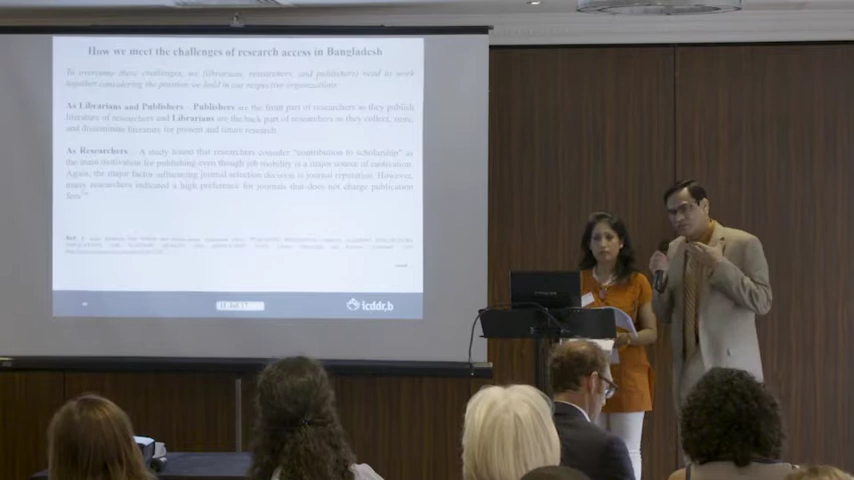 How we meet the challenges of research access in Bangladesh
To overcome these challenges, we librarians, researchers, and publishers need to work
together considering the position we hold in our respective organizations.
As Librarians and Publishers – Publishers are the front part of researchers as they publish
literature of researchers and Librarians are the back part of researchers as they collect, store,
and disseminate literature for present and future research.
As Researchers – A study found that researchers consider "contribution to scholarship" as
the main motivation for publishing even though job mobility is a major source of motivation.
Again, the major factor influencing journal selection decision is journal reputation. However,
many researchers indicated a high preference for journals that does not charge publication
fees
11-Jul-17
icddr,b